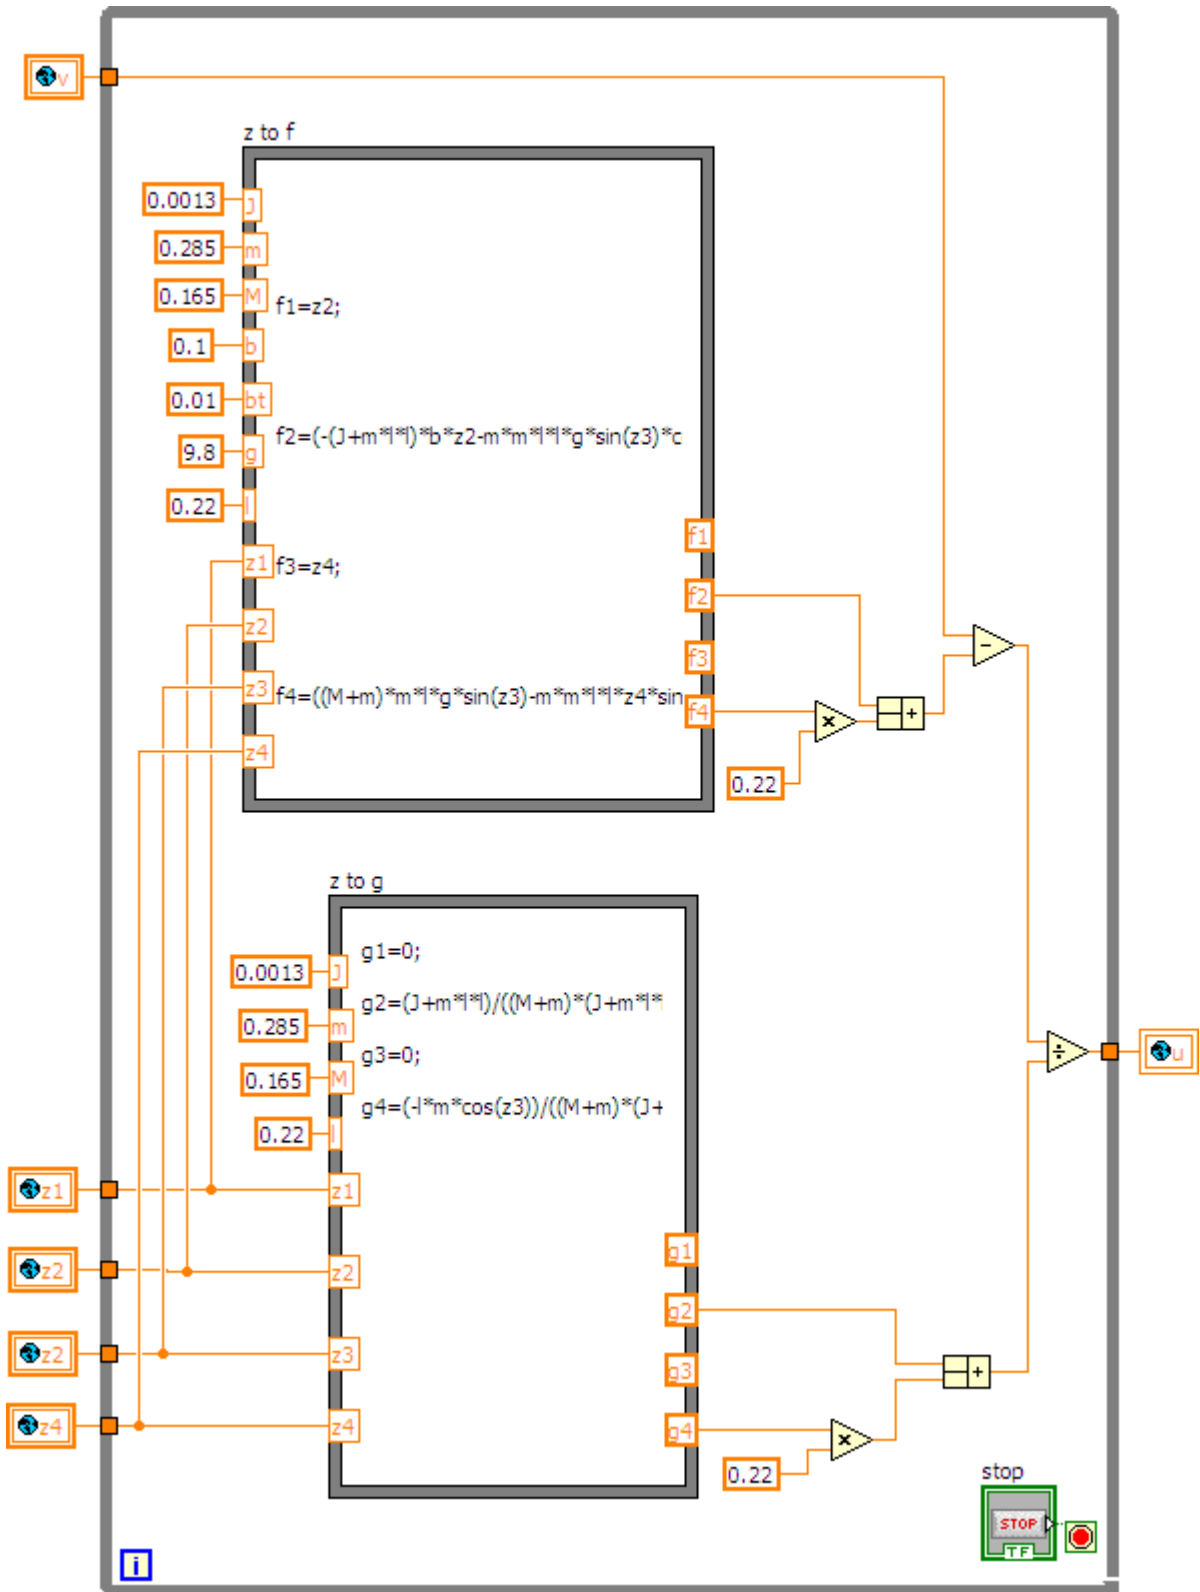 v
z to f
0.0013 J
0.285 m
0.165 M
f1=z2;
0.1 b
0.01 bt
f2=(-(J+m*l*l)*b*z2-m*m*l*l*g*sin(z3)*c
9.8 g
0.22 l
f1
z1 f3=z4;
f2
z2
-
f3
z3 f4=((M+m)*m*l*g*sin(z3)-m*m*l*l*z4*sin
f4
x
+
z4
0.22
z to g
g1=0;
0.0013 J
g2=(J+m*l*l)/((M+m)*(J+m*l*
0.285 m
g3=0;
÷
u
0.165 M
g4=(-l*m*cos(z3))/((M+m)*(J+
0.22 l
z1 z1
g1
z2 z2
g2
z2 z3
g3
+
z4 z4
g4
x
0.22
stop
STOP
TF
i